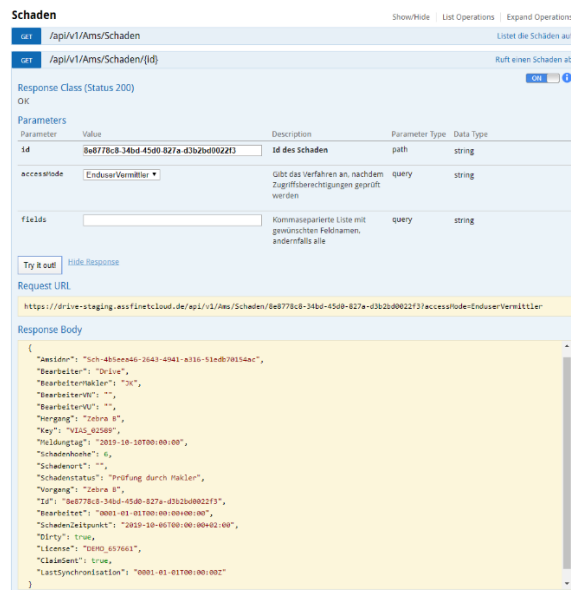 Schaden
Show/Hide | List Operations | Expand Operations
GET /api/v1/Ams/Schaden Listet die Schäden auf
GET /api/v1/Ams/Schaden/{id} Ruft einen Schaden ab
ON
Response Class (Status 200)
OK
Parameters
Parameter Value Description Parameter Type Data Type
id 8e8778c8-34bd-45d0-827a-d3b2bd0022f3 Id des Schaden path string
accessMode EnduserVermittler Gibt das Verfahren an, nachdem query string
Zugriffsberechtigungen geprüft
werden
fields Kommaseparierte Liste mit query string
gewünschten Feldnamen,
andernfalls alle
Try it out! Hide Response
Request URL
https://drive-staging.assfinetcloud.de/api/v1/Ams/Schaden/8e8778c8-34bd-45d0-827a-d3b2bd0022f3?accessMode=EnduserVermittler
Response Body
{
"Amsidnr": "Sch-4b5eea46-2643-4941-a316-51edb70154ac",
"Bearbeiter": "Drive",
"BearbeiterMakler": "JK",
"BearbeiterVN": "",
"BearbeiterVU": "",
"Hergang": "Zebra B",
"Key": "VIAS_02509",
"Meldungtag": "2019-10-10T00:00:00",
"Schadenhoehe": 6,
"Schadenort": "",
"Schadenstatus": "Prüfung durch Makler",
"Vorgang": "Zebra B",
"Id": "8e8778c8-34bd-45d0-827a-d3b2bd0022f3",
"Bearbeitet": "0001-01-01T00:00:00+00:00",
"SchadenZeitpunkt": "2019-10-06T00:00:00+02:00",
"Dirty": true,
"License": "DEMO_657661",
"ClaimSent": true,
"LastSynchronisation": "0001-01-01T00:00:00Z"
}